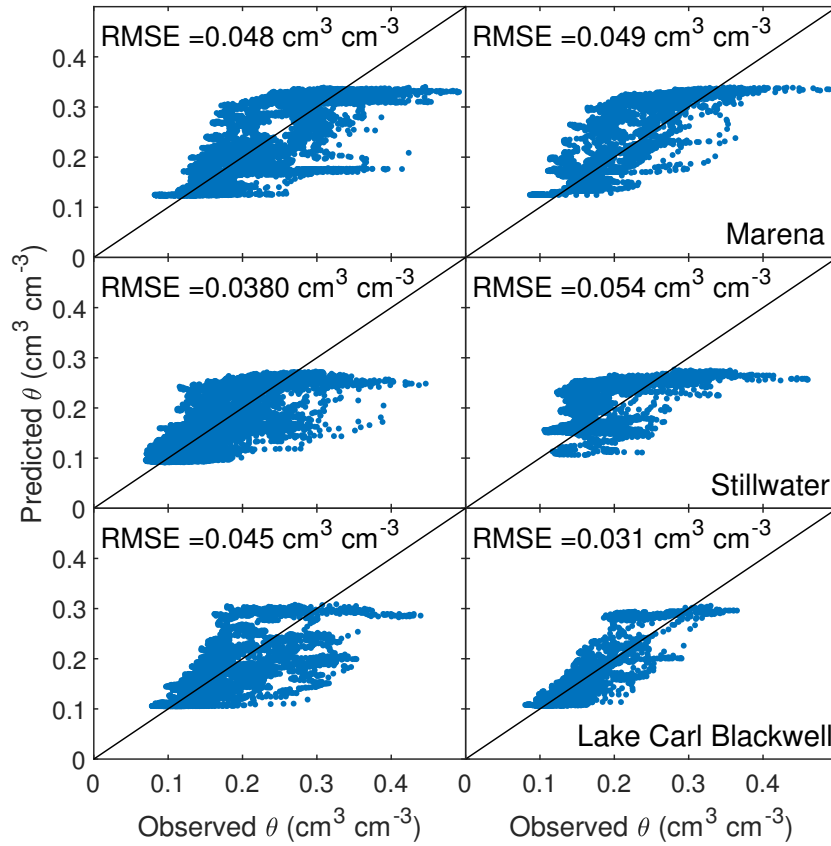 RMSE =0.048 cm³ cm⁻³
RMSE =0.049 cm³ cm⁻³
0.4
0.3
0.2
0.1
0
Marena
RMSE =0.0380 cm³ cm⁻³
RMSE =0.054 cm³ cm⁻³
0.4
0.3
0.2
0.1
0
Stillwater
Predicted θ (cm³ cm⁻³)
RMSE =0.045 cm³ cm⁻³
RMSE =0.031 cm³ cm⁻³
0.4
0.3
0.2
0.1
0
Lake Carl Blackwell
0 0.1 0.2 0.3 0.4
0 0.1 0.2 0.3 0.4
Observed θ (cm³ cm⁻³)
Observed θ (cm³ cm⁻³)